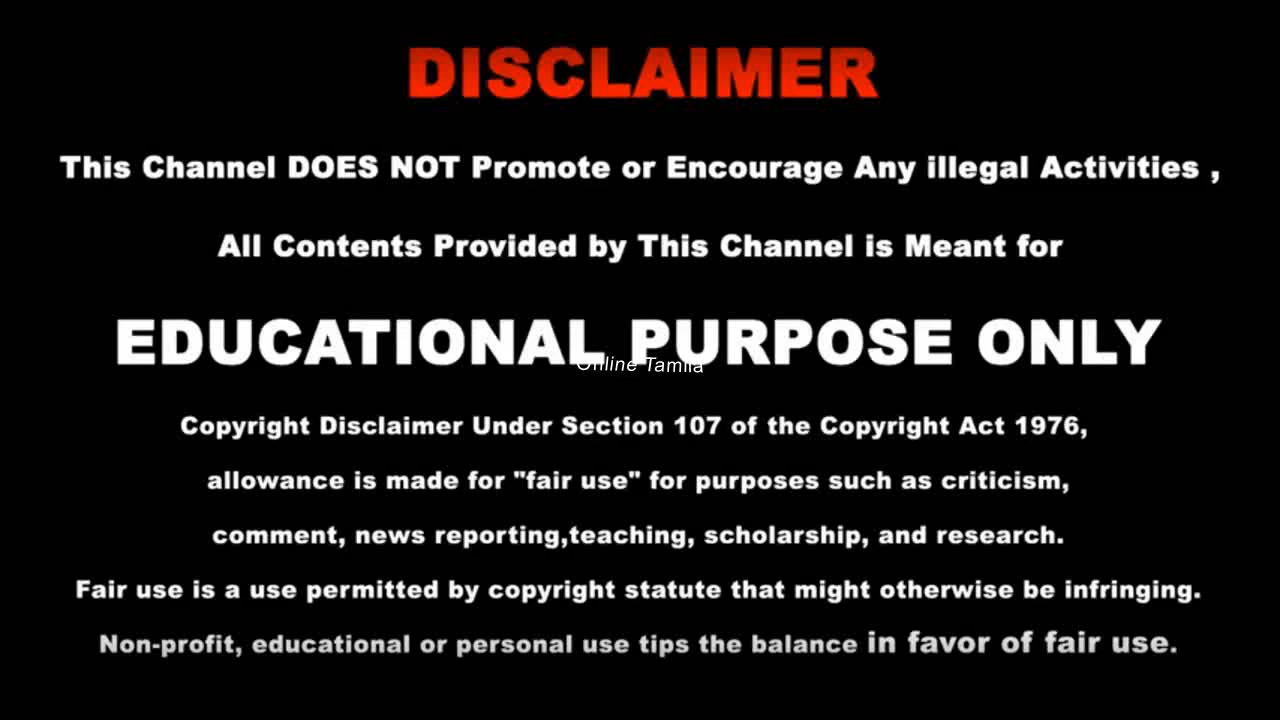 DISCLAIMER
This Channel DOES NOT Promote or Encourage Any illegal Activities ,
All Contents Provided by This Channel is Meant for
EDUCATIONAL PURPOSE ONLY
Online Tamila
Copyright Disclaimer Under Section 107 of the Copyright Act 1976,
allowance is made for "fair use" for purposes such as criticism,
comment, news reporting,teaching, scholarship, and research.
Fair use is a use permitted by copyright statute that might otherwise be infringing.
Non-profit, educational or personal use tips the balance in favor of fair use.